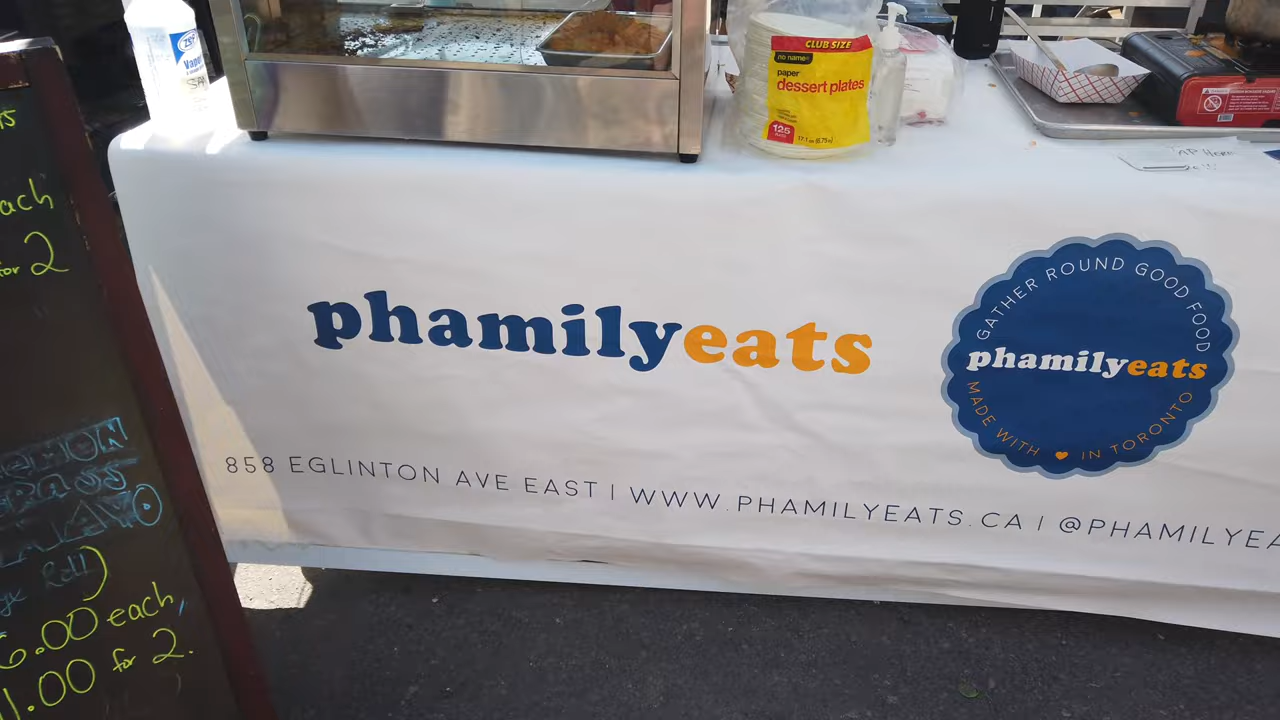 ach
for 2
6.00 each,
1.00 for 2.
CLUB SIZE
no name
paper
dessert plates
125
phamilyeats
858 EGLINTON AVE EAST | WWW.PHAMILYEATS.CA | @PHAMILYEA
GATHER ROUND GOOD FOOD
phamilyeats
MADE WITH IN TORONTO